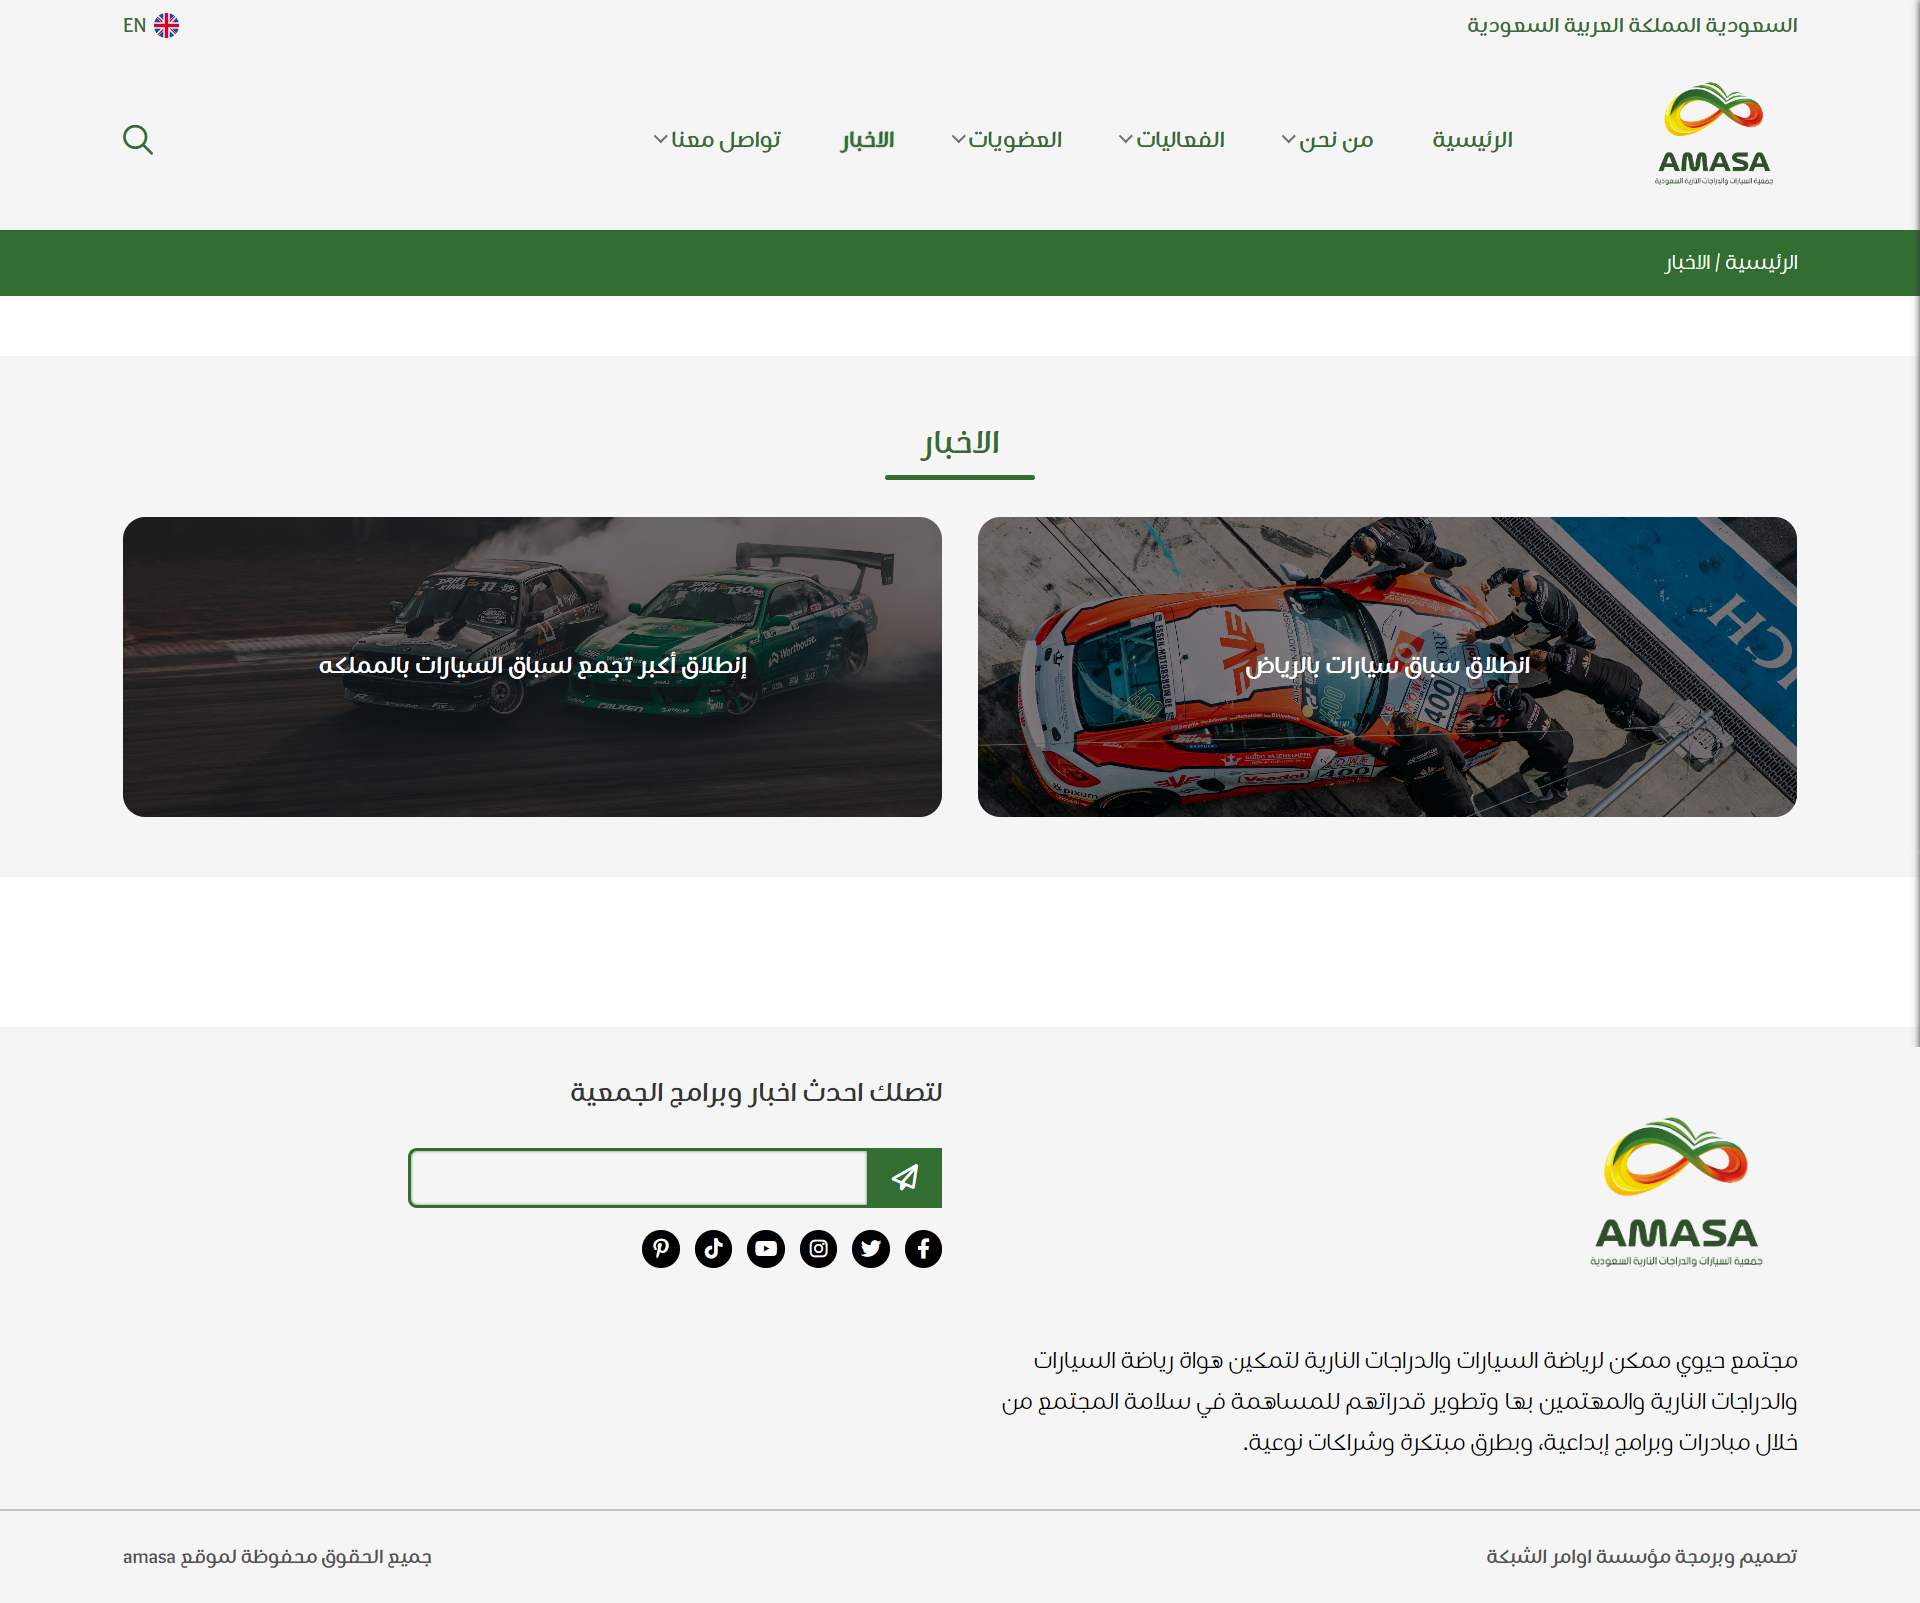 السعودية المملكة العربية السعودية
EN
AMASA
جمعية السيارات والدراجات النارية السعودية
الرئيسية
من نحن
الفعاليات
العضويات
الاخبار
تواصل معنا
الرئيسية / الاخبار
الاخبار
انطلاق سباق سيارات بالرياض
إنطلاق أكبر تجمع لسباق السيارات بالمملكه
AMASA
جمعية السيارات والدراجات النارية السعودية
مجتمع حيوي ممكن لرياضة السيارات والدراجات النارية لتمكين هواة رياضة السيارات
والدراجات النارية والمهتمين بها وتطوير قدراتهم للمساهمة في سلامة المجتمع من
خلال مبادرات وبرامج إبداعية، وبطرق مبتكرة وشراكات نوعية.
لتصلك احدث اخبار وبرامج الجمعية
تصميم وبرمجة مؤسسة اوامر الشبكة
جميع الحقوق محفوظة لموقع amasa